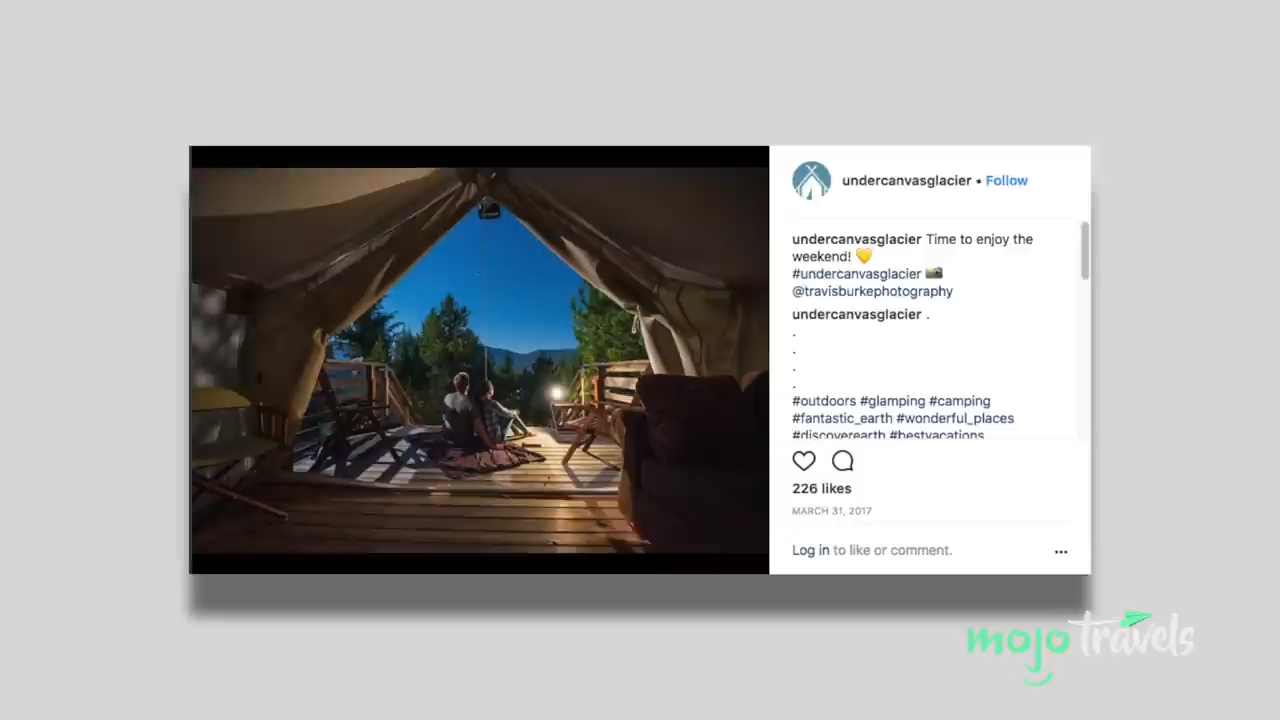 undercanvasglacier • Follow
undercanvasglacier Time to enjoy the
weekend! 💛
#undercanvasglacier 📸
@travisburkephotography
undercanvasglacier .
.
.
.
.
#outdoors #glamping #camping
#fantastic_earth #wonderful_places
#discoverearth #bestvacations
226 likes
MARCH 31, 2017
Log in to like or comment.
mojo travels